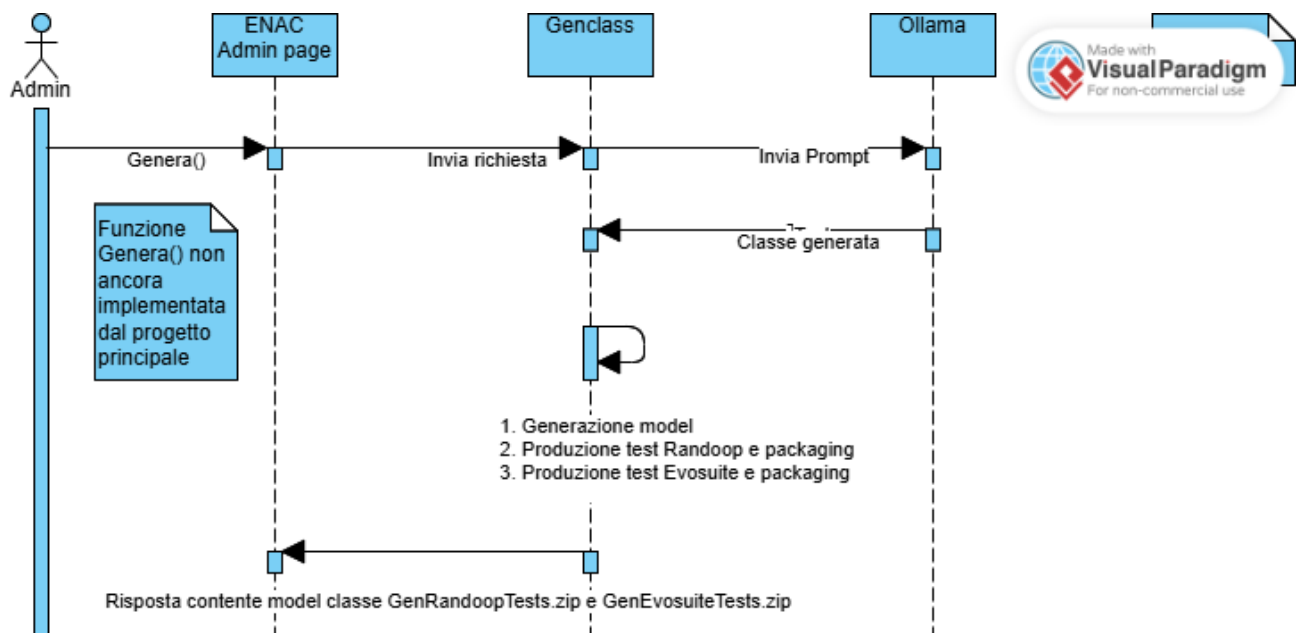 ENAC
Admin page
Genclass
Ollama
Made with
Visual Paradigm
For non-commercial use
Admin
Genera()
Invia richiesta
Invia Prompt
Funzione
Genera() non
ancora
implementata
dal progetto
principale
Classe generata
1. Generazione model
2. Produzione test Randoop e packaging
3. Produzione test Evosuite e packaging
Risposta contente model classe GenRandoopTests.zip e GenEvosuiteTests.zip